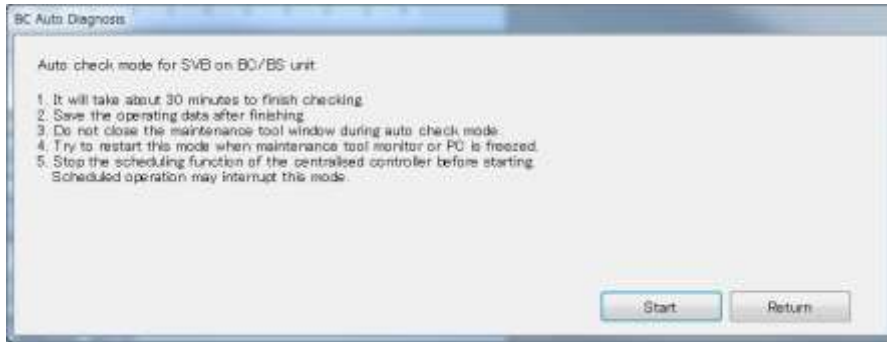 BC Auto Diagnosis
Auto check mode for SVB on BC/BS unit
1. It will take about 30 minutes to finish checking.
2. Save the operating data after finishing.
3. Do not close the maintenance tool window during auto check mode.
4. Try to restart this mode when maintenance tool monitor or PC is freezed.
5. Stop the scheduling function of the centralised controller before starting.
Scheduled operation may interrupt this mode.
Start
Return